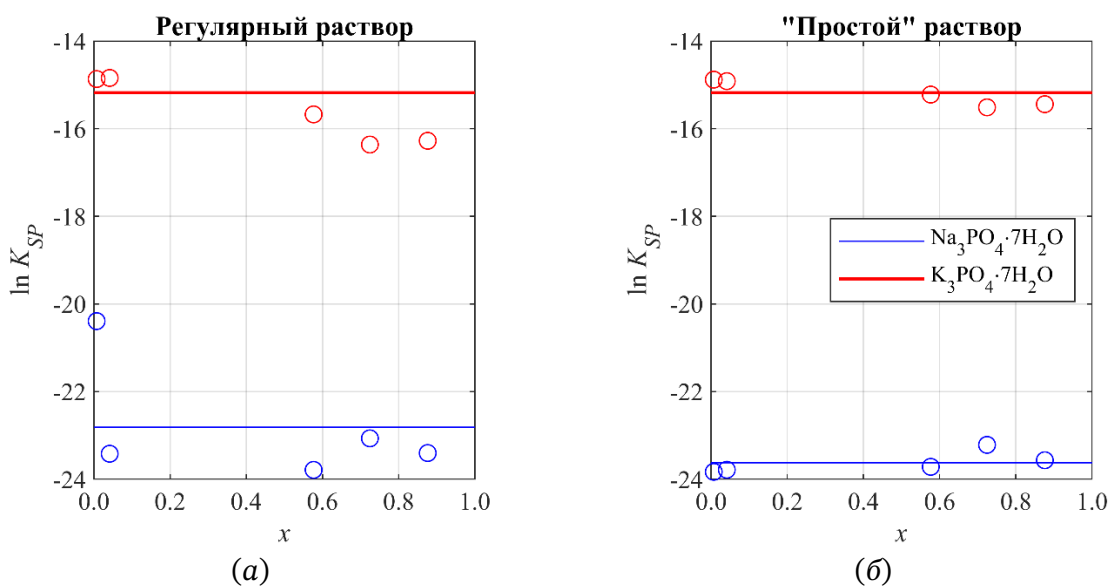 Регулярный раствор
-14
-16
-18
-20
-22
-24
ln K_SP
0.0 0.2 0.4 0.6 0.8 1.0
x
(а)
"Простой" раствор
-14
-16
-18
-20
-22
-24
ln K_SP
Na₃PO₄·7H₂O
K₃PO₄·7H₂O
0.0 0.2 0.4 0.6 0.8 1.0
x
(б)